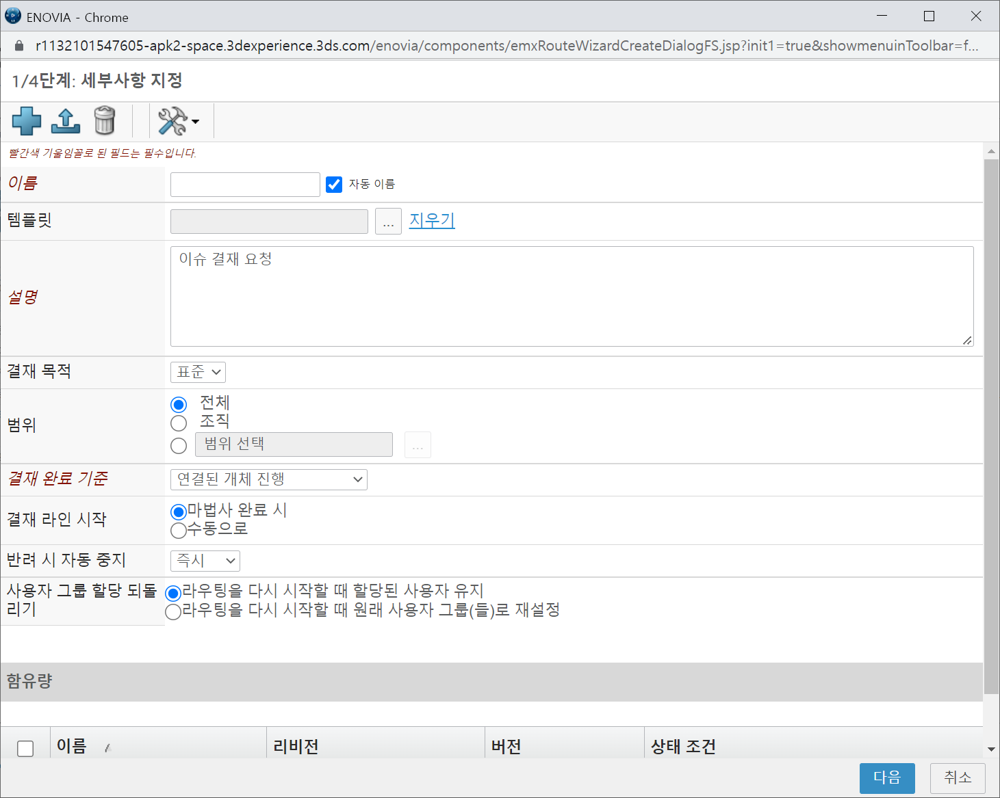 ENOVIA - Chrome
r1132101547605-apk2-space.3dexperience.3ds.com/enovia/components/emxRouteWizardCreateDialogFS.jsp?init1=true&showmenuinToolbar=f...
1/4단계: 세부사항 지정
빨간색 기울임꼴로 된 필드는 필수입니다.
이름
자동 이름
템플릿
...
지우기
설명
이슈 결재 요청
결재 목적
표준
범위
전체
조직
범위 선택
...
결재 완료 기준
연결된 개체 진행
결재 라인 시작
마법사 완료 시
수동으로
반려 시 자동 중지
즉시
사용자 그룹 할당 되돌
리기
라우팅을 다시 시작할 때 할당된 사용자 유지
라우팅을 다시 시작할 때 원래 사용자 그룹(들)로 재설정
함유량
이름 리비전 버전 상태 조건
다음 취소